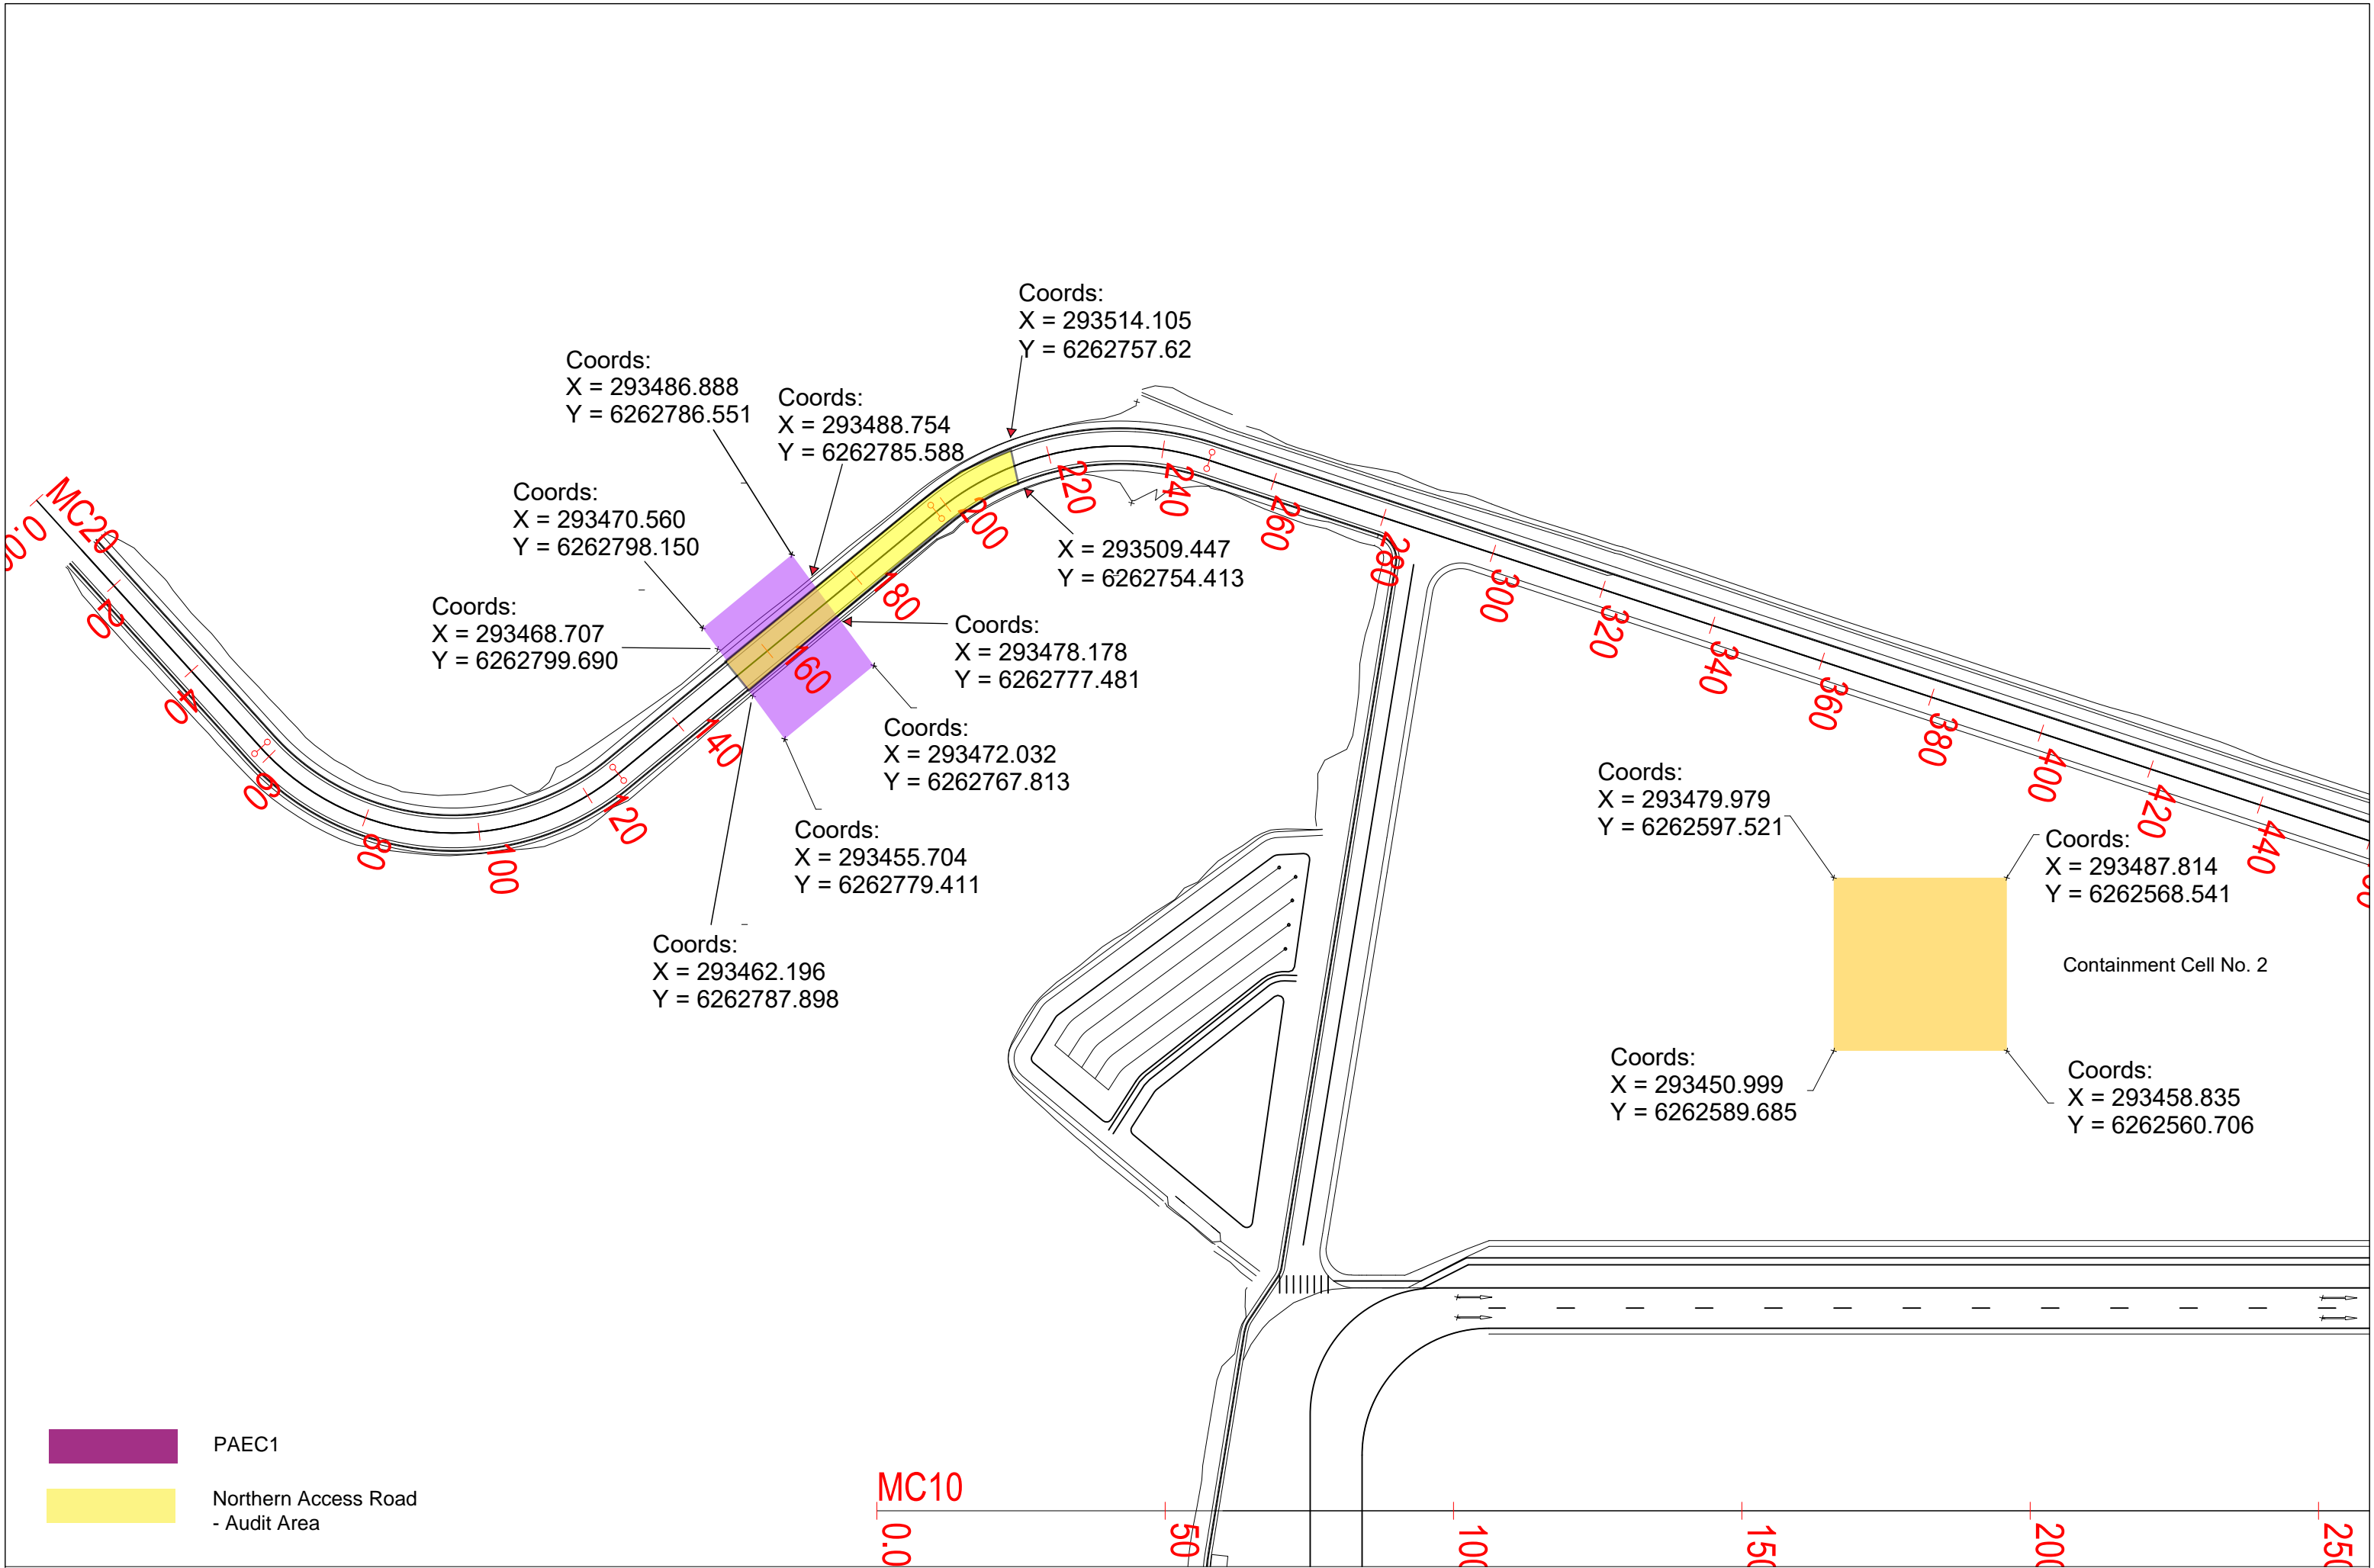 Coords:
X = 293514.105
Y = 6262757.62
Coords:
X = 293486.888
Y = 6262786.551
Coords:
X = 293488.754
Y = 6262785.588
Coords:
X = 293470.560
Y = 6262798.150
X = 293509.447
Y = 6262754.413
Coords:
X = 293468.707
Y = 6262799.690
Coords:
X = 293478.178
Y = 6262777.481
Coords:
X = 293472.032
Y = 6262767.813
Coords:
X = 293455.704
Y = 6262779.411
Coords:
X = 293462.196
Y = 6262787.898
MC20
0.00
20
40
60
80
100
120
140
160
180
200
220
240
260
280
300
320
340
360
380
400
420
440
Coords:
X = 293479.979
Y = 6262597.521
Coords:
X = 293487.814
Y = 6262568.541
Containment Cell No. 2
Coords:
X = 293450.999
Y = 6262589.685
Coords:
X = 293458.835
Y = 6262560.706
PAEC1
Northern Access Road
- Audit Area
MC10
0.0
50
100
150
200
250